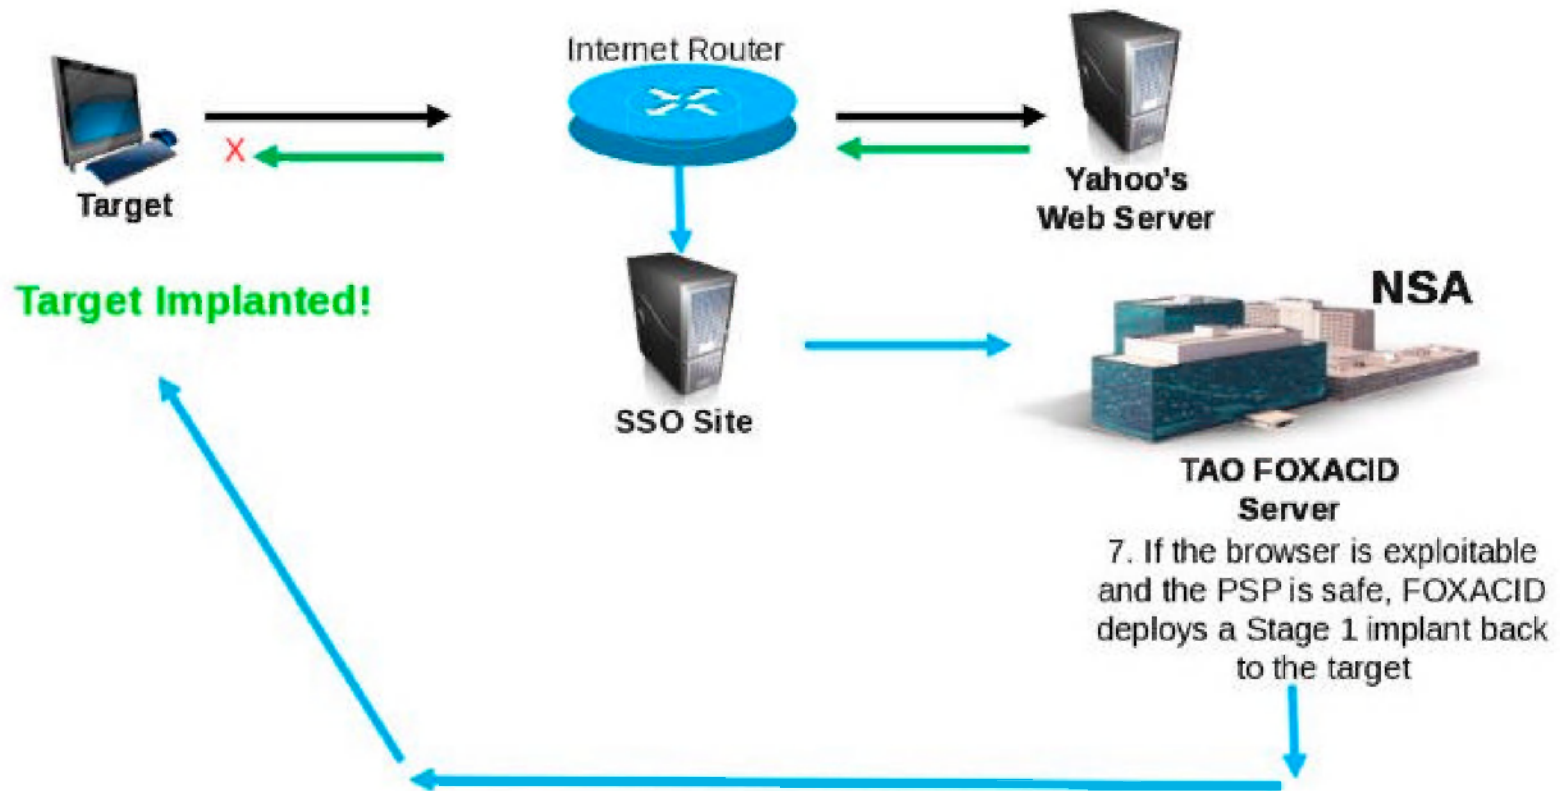 Internet Router
X
Target
Yahoo's
Web Server
Target Implanted!
SSO Site
NSA
TAO FOXACID
Server
7. If the browser is exploitable
and the PSP is safe, FOXACID
deploys a Stage 1 implant back
to the target